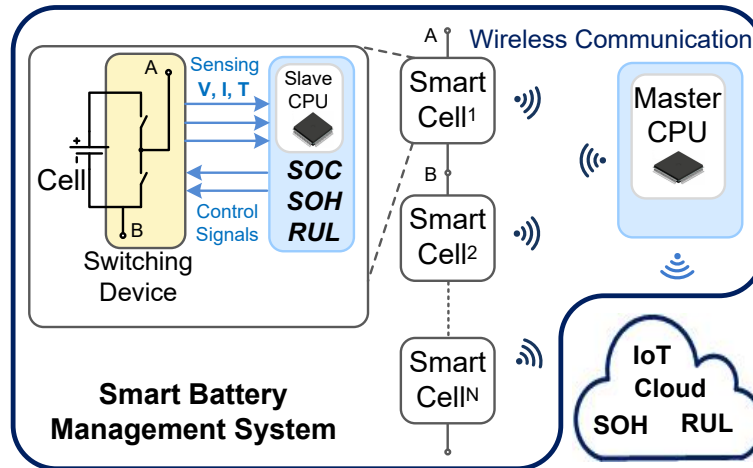 A
Wireless Communication
A
Sensing
V, I, T
Slave
CPU
Smart
Cell1
Master
CPU
+
-
Cell
SOC
SOH
RUL
B
Control
Signals
B
Switching
Device
Smart
Cell2
Smart
CellN
IoT
Cloud
SOH RUL
Smart Battery
Management System